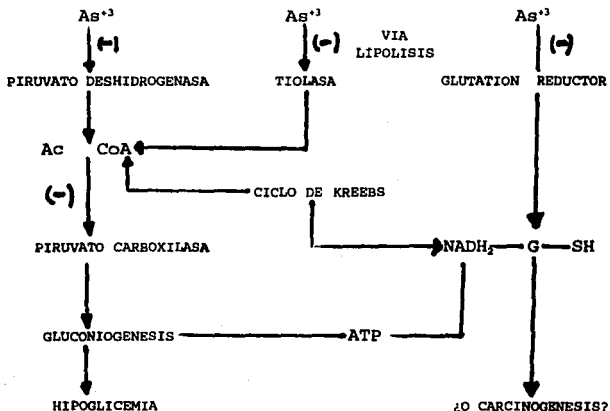 As+3 As+3 As+3
(-) (-) VIA (-)
LÍPOLISIS
PIRUVATO DESHIDROGENASA TIOLASA GLUTATION REDUCTOR
Ac CoA
(-) CICLO DE KREEBS
PIRUVATO CARBOXILASA NADH2 G SH
GLUCONIOGENESIS ATP
HIPOGLICEMIA ¿O CARCINOGENESIS?